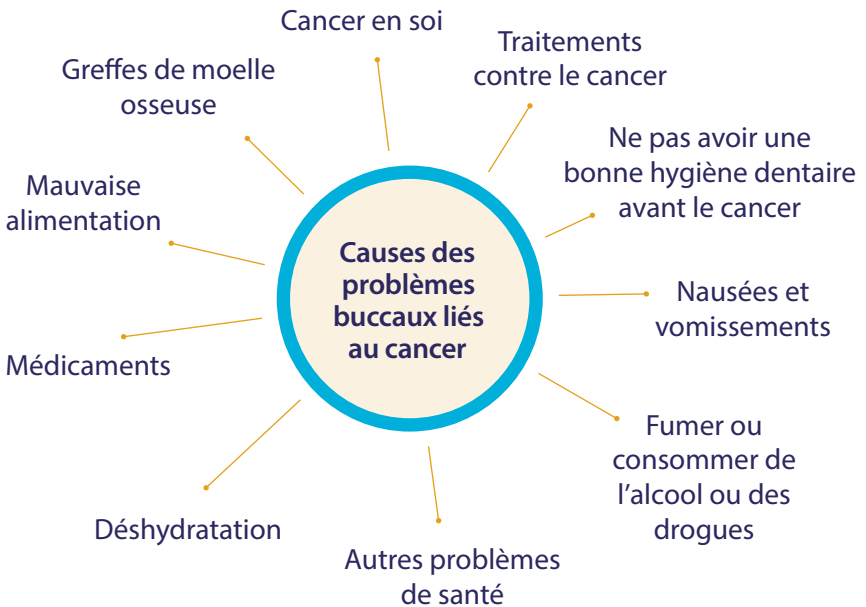 Cancer en soi
Traitements
contre le cancer
Ne pas avoir une
bonne hygiène dentaire
avant le cancer
Nausées et
vomissements
Fumer ou
consommer de
l'alcool ou des
drogues
Autres problèmes
de santé
Déshydratation
Médicaments
Mauvaise
alimentation
Greffes de moelle
osseuse
Causes des
problèmes
buccaux liés
au cancer